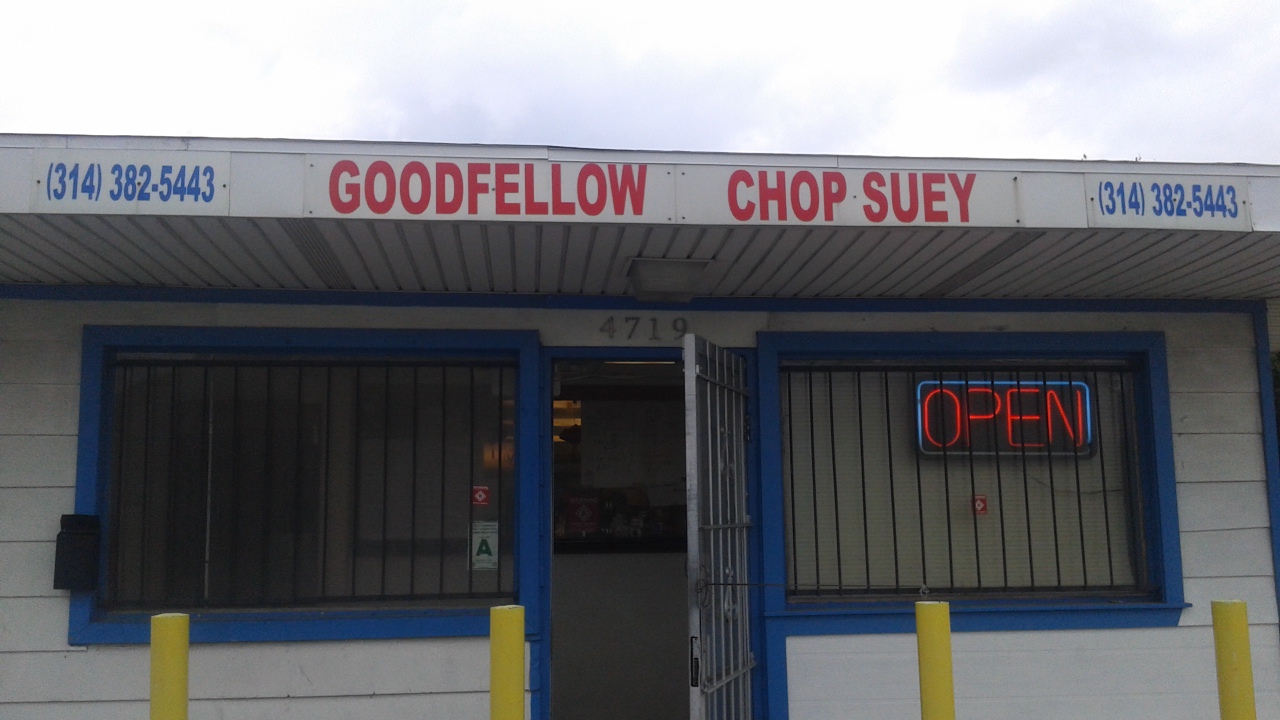 (314) 382-5443 GOODFELLOW CHOP SUEY (314) 382-5443
4719
OPEN
A